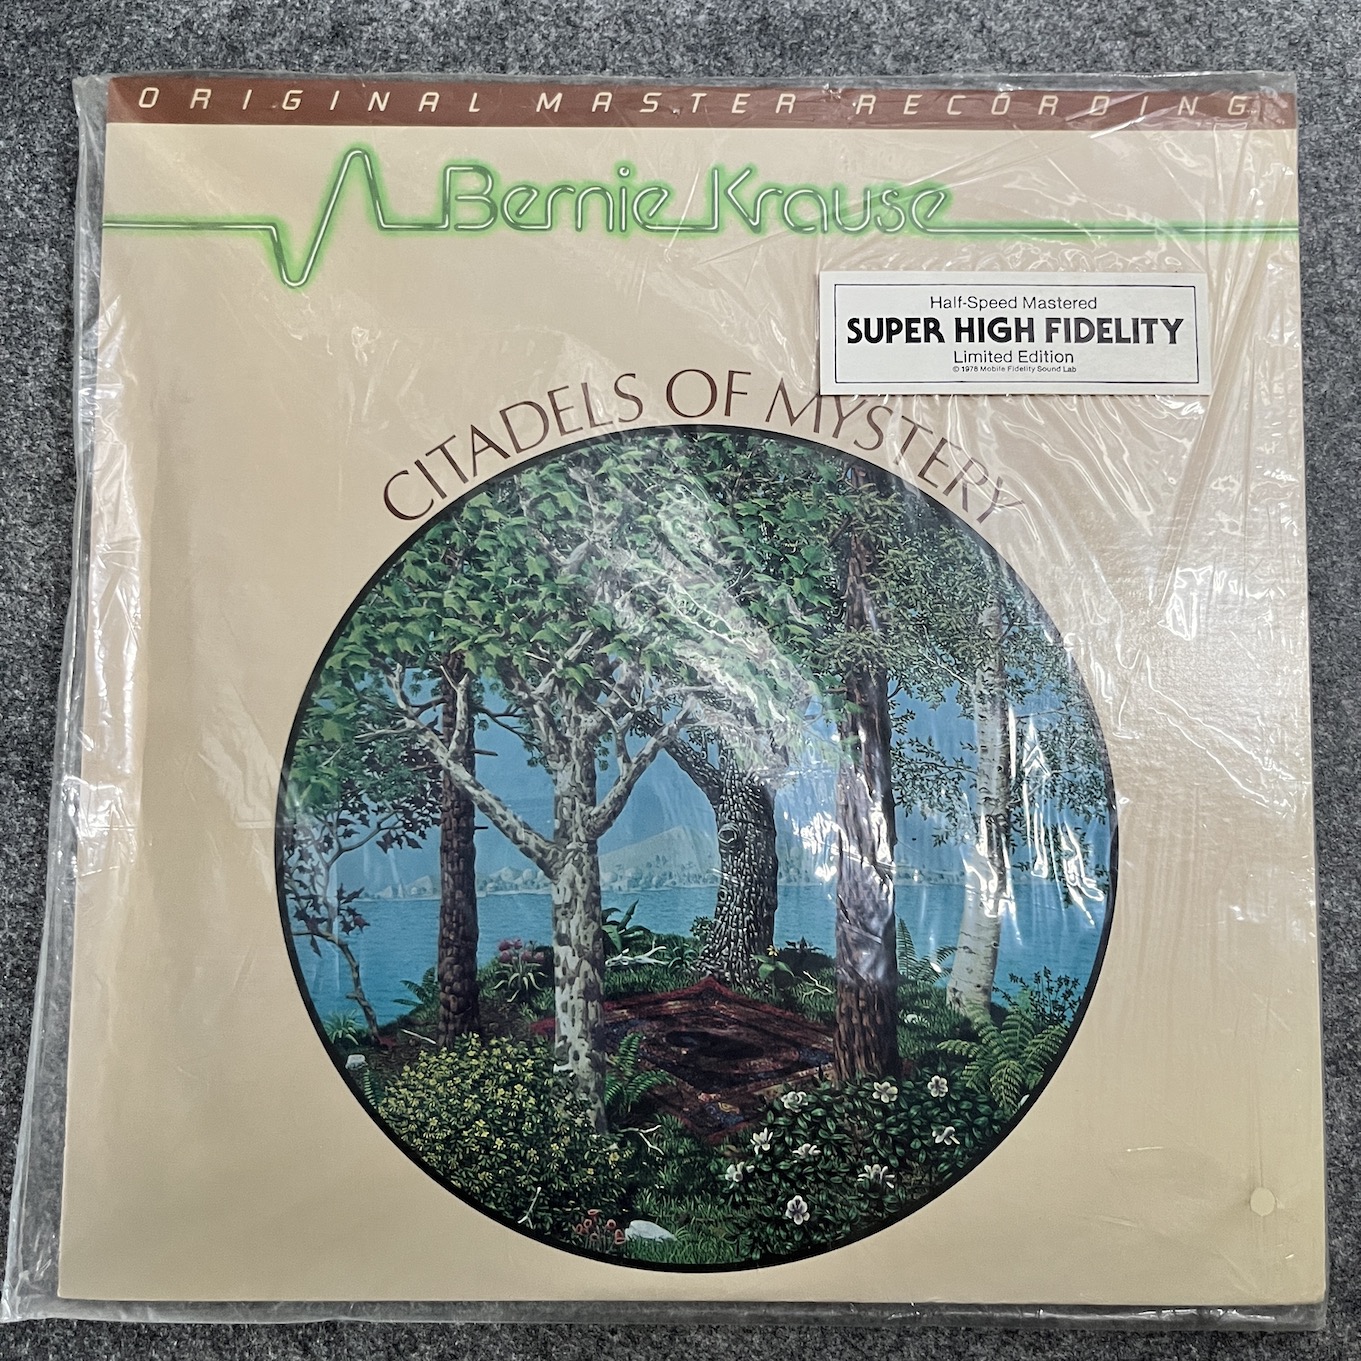 ORIGINAL MASTER RECORDING
Bernie Krause
Half-Speed Mastered
SUPER HIGH FIDELITY
Limited Edition
© 1978 Mobile Fidelity Sound Lab
CITADELS OF MYSTERY